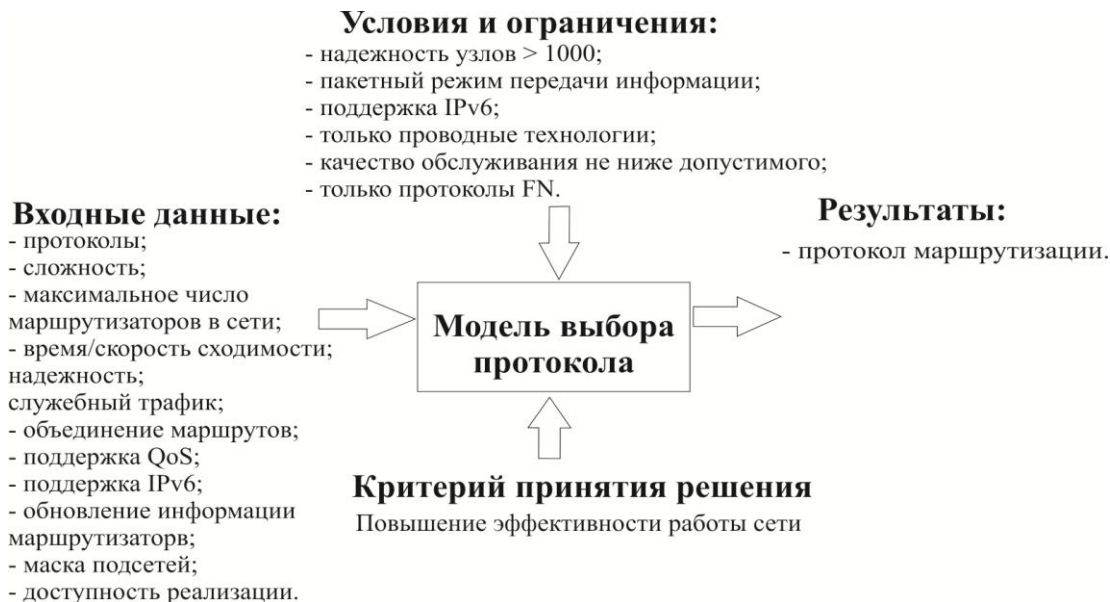 Условия и ограничения:
- надежность узлов > 1000;
- пакетный режим передачи информации;
- поддержка IPv6;
- только проводные технологии;
- качество обслуживания не ниже допустимого;
- только протоколы FN.
Входные данные:
- протоколы;
- сложность;
- максимальное число
маршрутизаторов в сети;
- время/скорость сходимости;
надежность;
служебный трафик;
- объединение маршрутов;
- поддержка QoS;
- поддержка IPv6;
- обновление информации
маршрутизаторв;
- маска подсетей;
- доступность реализации.
Модель выбора
протокола
Критерий принятия решения
Повышение эффективности работы сети
Результаты:
- протокол маршрутизации.